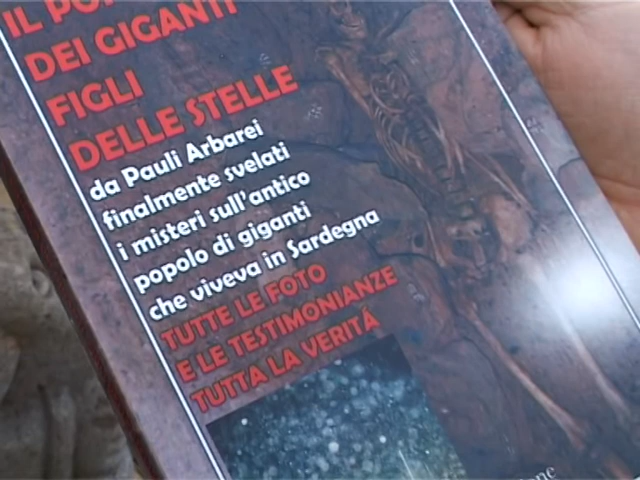 IL
DEI GIGANTI
FIGLI
DELLE STELLE
da Pauli Arbarei
finalmente svelati
i misteri sull'antico
popolo di giganti
che viveva in Sardegna
TUTTE LE FOTO
E LE TESTIMONIANZE
TUTTA LA VERITÀ